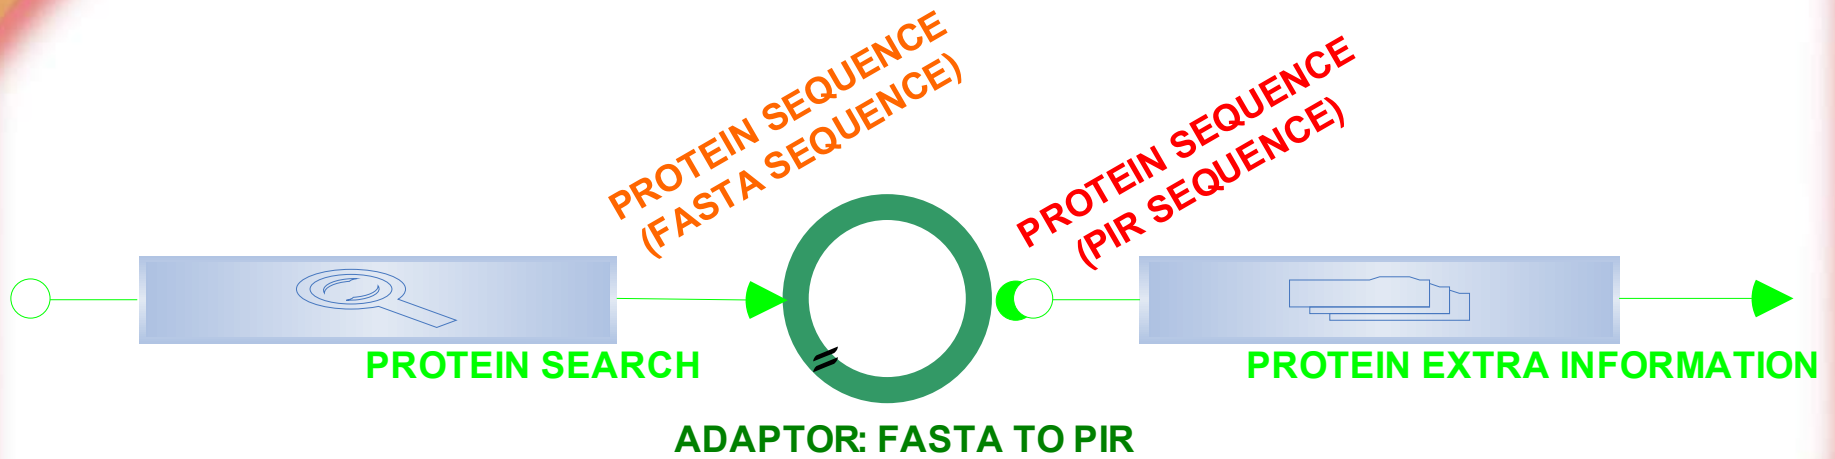 PROTEIN SEQUENCE
(FASTA SEQUENCE)
PROTEIN SEQUENCE
(PIR SEQUENCE)
PROTEIN SEARCH
PROTEIN EXTRA INFORMATION
ADAPTOR: FASTA TO PIR